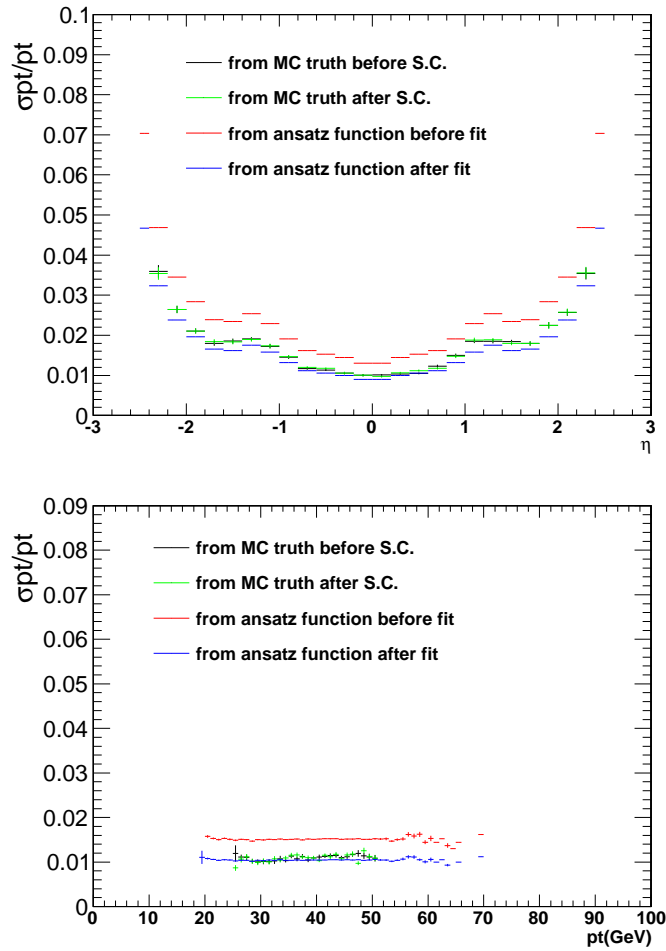 σpt/pt
0.1
0.09
0.08
0.07
0.06
0.05
0.04
0.03
0.02
0.01
0
from MC truth before S.C.
from MC truth after S.C.
from ansatz function before fit
from ansatz function after fit
-3 -2 -1 0 1 2 3
η
σpt/pt
0.09
0.08
0.07
0.06
0.05
0.04
0.03
0.02
0.01
0
from MC truth before S.C.
from MC truth after S.C.
from ansatz function before fit
from ansatz function after fit
0 10 20 30 40 50 60 70 80 90 100
pt(GeV)